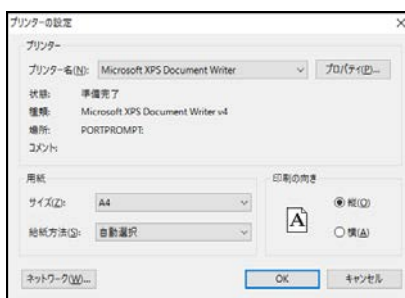 プリンターの設定
プリンター
プリンター名(N): Microsoft XPS Document Writer プロパティ(P)...
状態: 準備完了
種類: Microsoft XPS Document Writer v4
場所: PORTPROMPT:
コメント:
用紙
サイズ(Z): A4
給紙方法(S): 自動選択
印刷の向き
A
縦(O)
横(A)
ネットワーク(W)... OK キャンセル